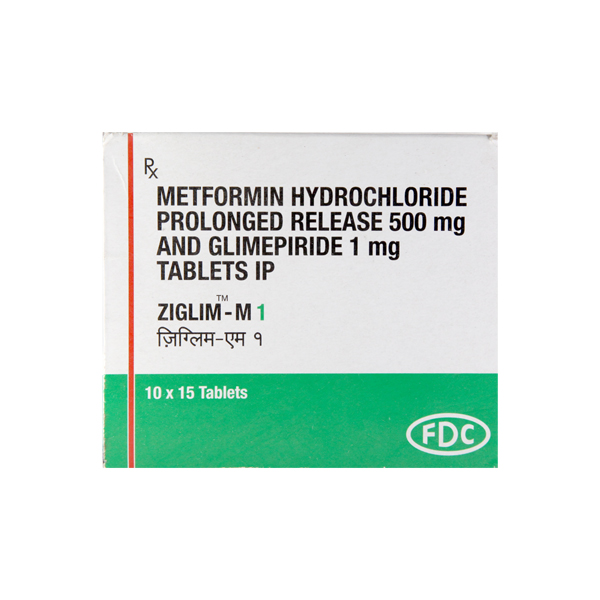 Rx
METFORMIN HYDROCHLORIDE
PROLONGED RELEASE 500 mg
AND GLIMEPIRIDE 1 mg
TABLETS IP
ZIGLIM™-M 1
ज़िग्लिम-एम १
10 x 15 Tablets
FDC